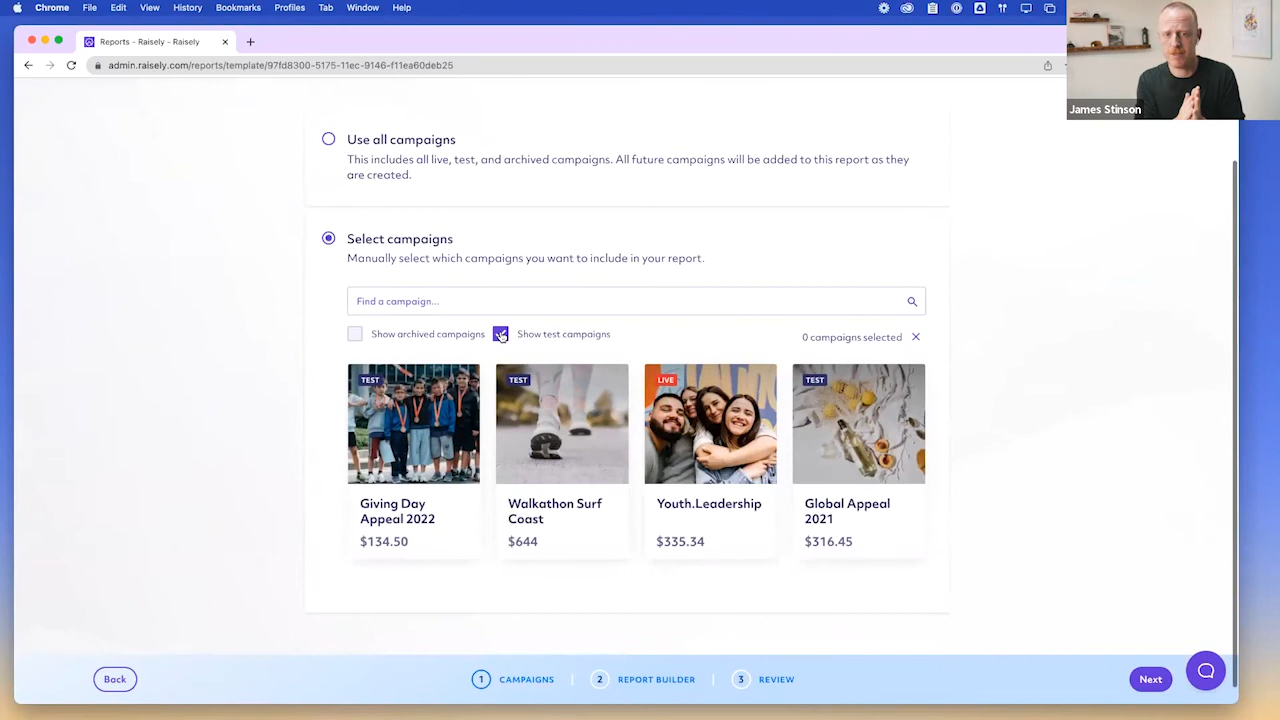 Chrome File Edit View History Bookmarks Profiles Tab Window Help
Reports – Raisely – Raisely
admin.raisely.com/reports/template/97fd8300-5175-11ec-9146-f11ea60deb25
James Stinson
Use all campaigns
This includes all live, test, and archived campaigns. All future campaigns will be added to this report as they
are created.
Select campaigns
Manually select which campaigns you want to include in your report.
Find a campaign...
Show archived campaigns Show test campaigns 0 campaigns selected
TEST TEST LIVE TEST
Giving Day
Appeal 2022
$134.50
Walkathon Surf
Coast
$644
Youth.Leadership
$335.34
Global Appeal
2021
$316.45
Back 1 CAMPAIGNS 2 REPORT BUILDER 3 REVIEW Next